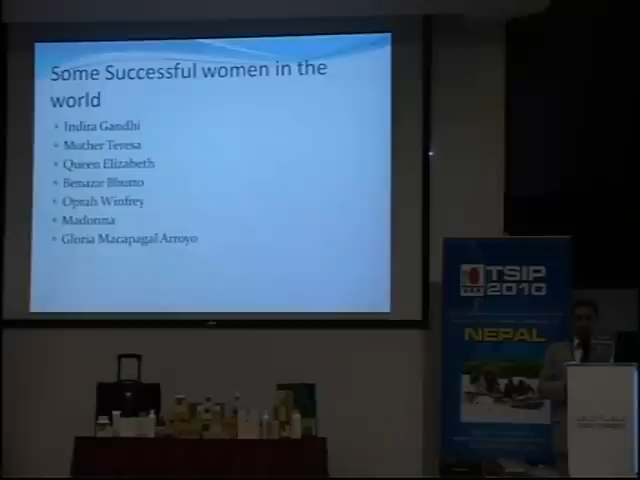 Some Successful women in the
world
• Indira Gandhi
• Mother Teresa
• Queen Elizabeth
• Benazir Bhutto
• Oprah Winfrey
• Madonna
• Gloria Macapagal Arroyo
TSIP
2010
NEPAL